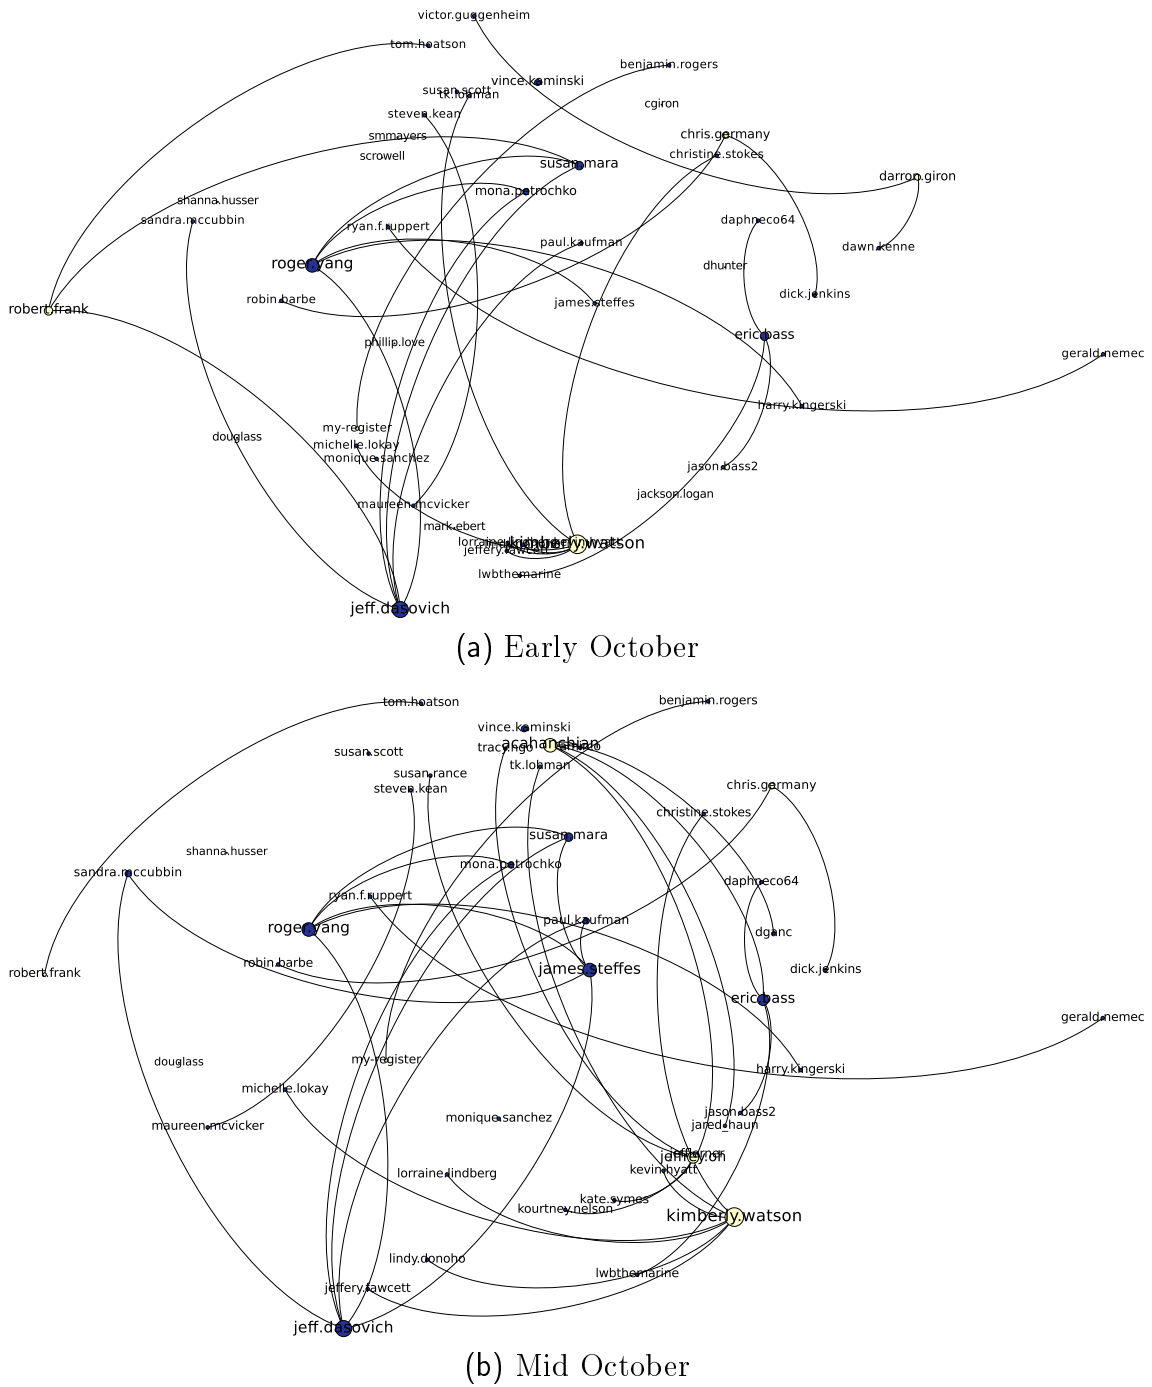 victor.guggenheim
tom.hoatson
benjamin.rogers
vince.kaminski
susan.scott
tk.lohman
cgiron
steven.kean
smmayers
chris.germany
scrowell
christine.stokes
susan.mara
darron.giron
mona.petrochko
shanna.husser
sandra.mccubbin
daphneco64
ryan.f.ruppert
paul.kaufman
dawn.kenne
roger.yang
dhunter
dick.jenkins
robin.barbe
james.steffes
robert.frank
eric.bass
phillip.love
gerald.nemec
harry.kingerski
my-register
douglass
michelle.lokay
monique.sanchez
jason.bass2
jackson.logan
maureen.mcvicker
mark.ebert
kimberly.watson
jeffery.fawcett
lwbthemarine
jeff.dasovich
(a) Early October
tom.hoatson
benjamin.rogers
vince.kaminski
acahanchian
tracy.ngo
susan.scott
tk.lohman
susan.rance
steven.kean
chris.germany
christine.stokes
susan.mara
shanna.husser
mona.petrochko
sandra.mccubbin
daphneco64
ryan.f.ruppert
paul.kaufman
roger.yang
dganc
robin.barbe
james.steffes
dick.jenkins
robert.frank
eric.bass
gerald.nemec
my-register
douglass
harry.kingerski
michelle.lokay
jason.bass2
monique.sanchez
maureen.mcvicker
jared.haun
kevin.hyatt
lorraine.lindberg
kate.symes
kourtney.nelson
kimberly.watson
lindy.donoho
lwbthemarine
jeffery.fawcett
jeff.dasovich
(b) Mid October